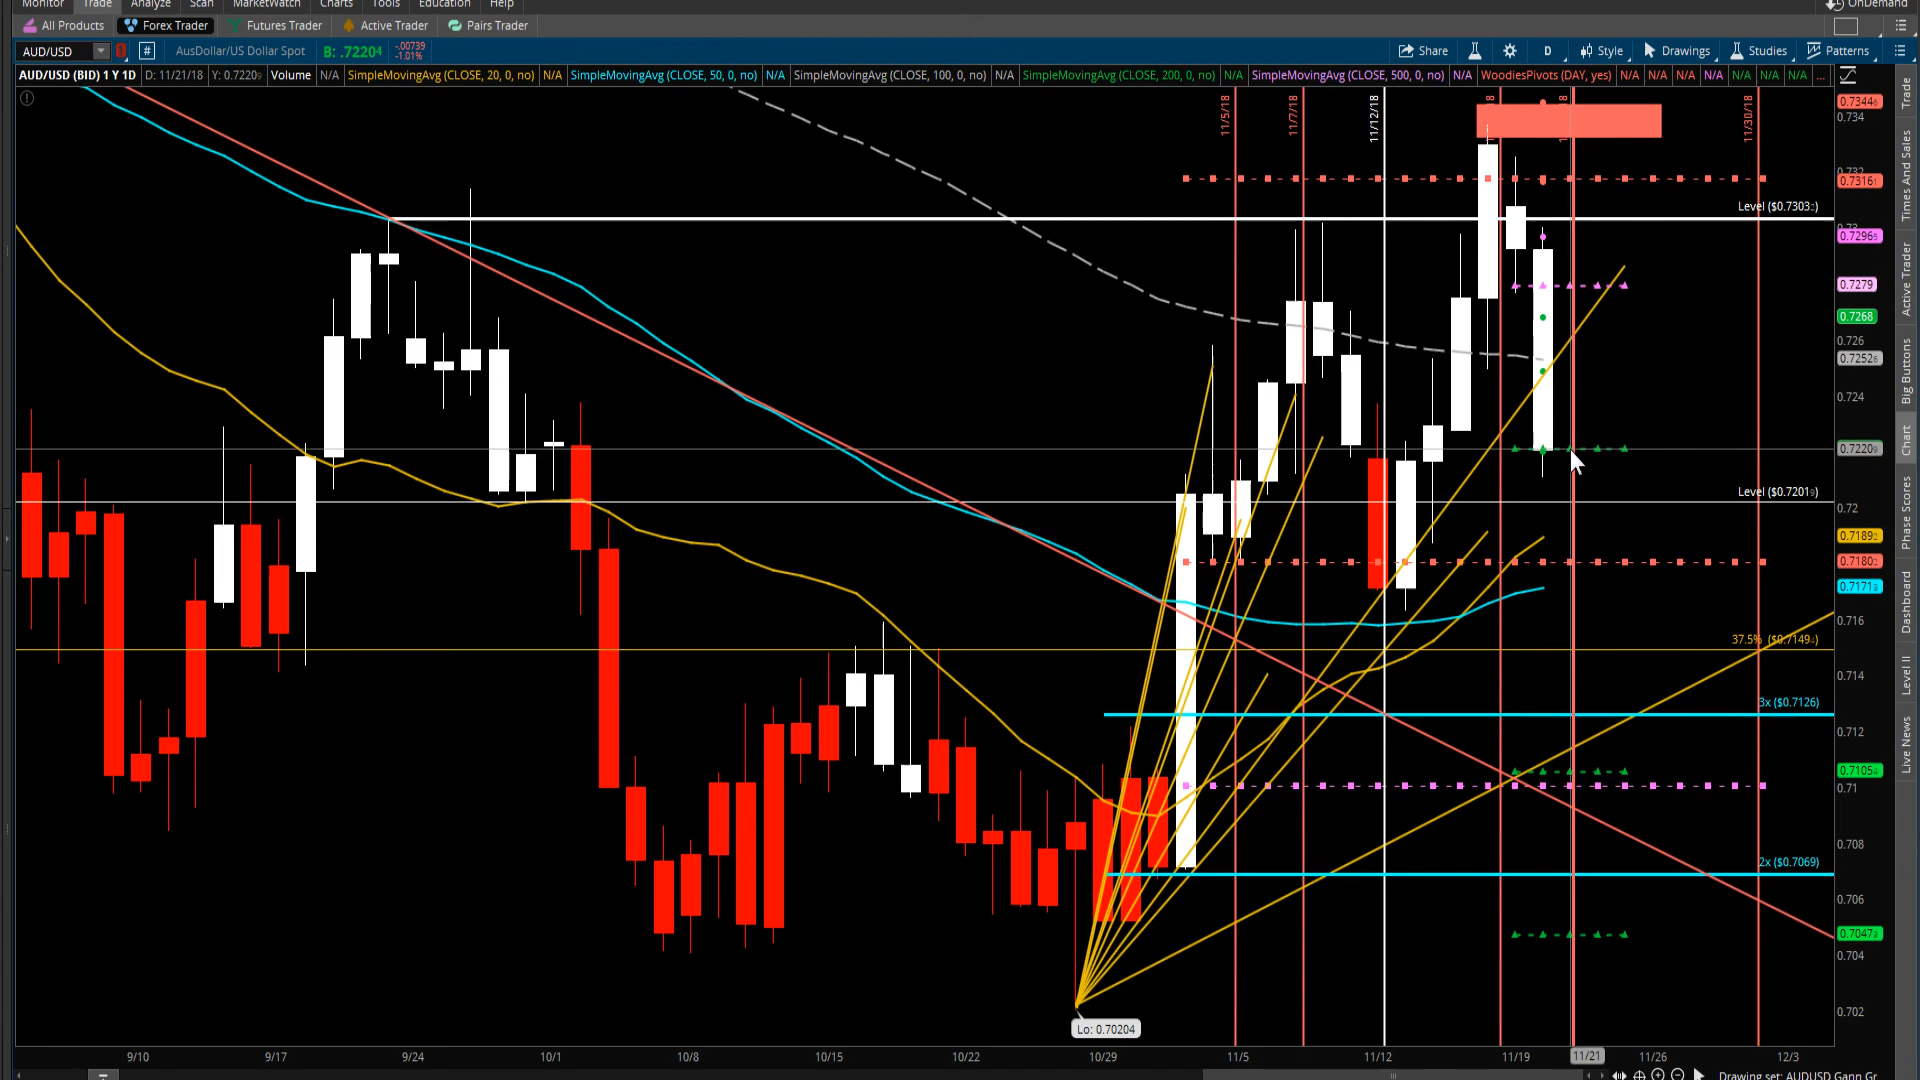 Monitor Trade Analyze Scan MarketWatch Charts Tools Education Help OnDemand
All Products Forex Trader Futures Trader Active Trader Pairs Trader
AUD/USD # AusDollar/US Dollar Spot B: .72204 -.00739 -1.01% Share D Style Drawings Studies Patterns
AUD/USD (BID) 1 Y 1D D: 11/21/18 Y: 0.72209 Volume N/A SimpleMovingAvg (CLOSE, 20, 0, no) N/A SimpleMovingAvg (CLOSE, 50, 0, no) N/A SimpleMovingAvg (CLOSE, 100, 0, no) N/A SimpleMovingAvg (CLOSE, 200, 0, no) N/A SimpleMovingAvg (CLOSE, 500, 0, no) N/A WoodiesPivots (DAY, yes) N/A N/A N/A N/A N/A N/A N/A ...
11/5/18
11/7/18
11/12/18
11/30/18
Level ($0.7303)
Level ($0.7201)
37.5% ($0.7149)
3x ($0.7126)
2x ($0.7069)
Lo: 0.70204
0.7344
0.734
0.7316
0.7296
0.7279
0.7268
0.726
0.7252
0.724
0.7220
0.72
0.7189
0.7180
0.7171
0.716
0.714
0.712
0.7105
0.71
0.708
0.706
0.7047
0.704
0.702
9/10 9/17 9/24 10/1 10/8 10/15 10/22 10/29 11/5 11/12 11/19 11/21 11/26 12/3
Trade
Times And Sales
Active Trader
Big Buttons
Chart
Phase Scores
Dashboard
Level II
Live News
Drawing set: AUDUSD Gann Gr